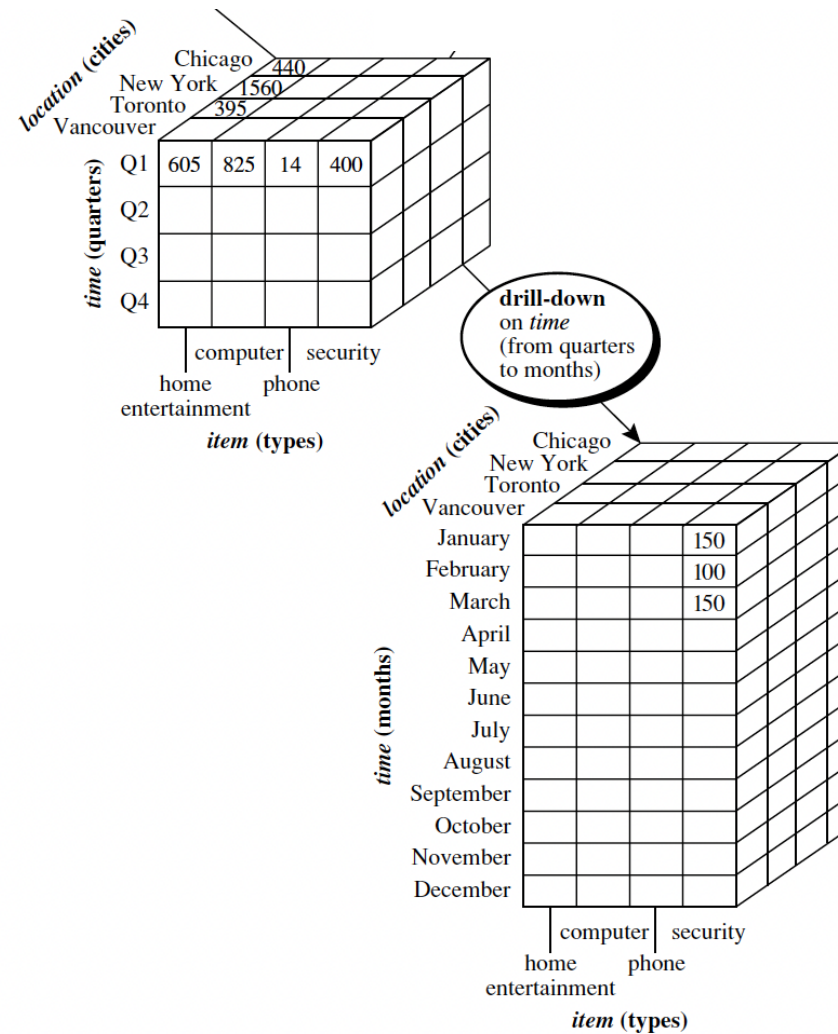 location (cities)
Chicago
New York
Toronto
Vancouver
440
1560
395
time (quarters)
Q1 605 825 14 400
Q2
Q3
Q4
computer security
home phone
entertainment
item (types)
drill-down
on time
(from quarters
to months)
location (cities)
Chicago
New York
Toronto
Vancouver
time (months)
January 150
February 100
March 150
April
May
June
July
August
September
October
November
December
computer security
home phone
entertainment
item (types)